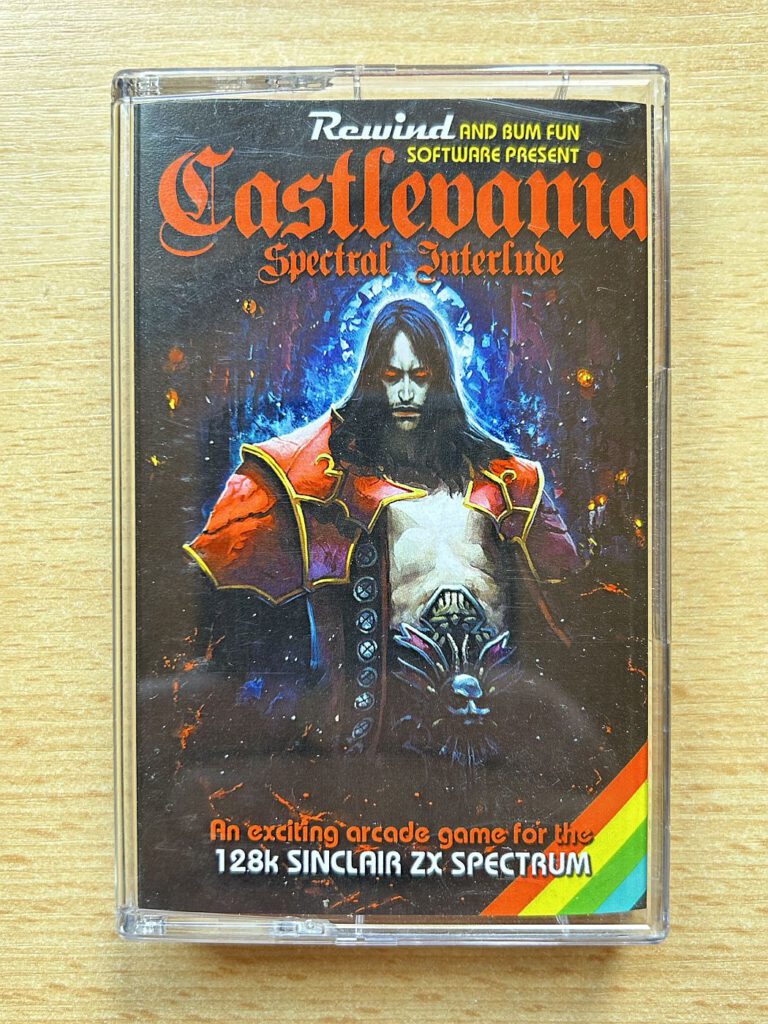 Rewind AND BUM FUN
SOFTWARE PRESENT
Castlevania
Spectral Interlude
An exciting arcade game for the
128k SINCLAIR ZX SPECTRUM